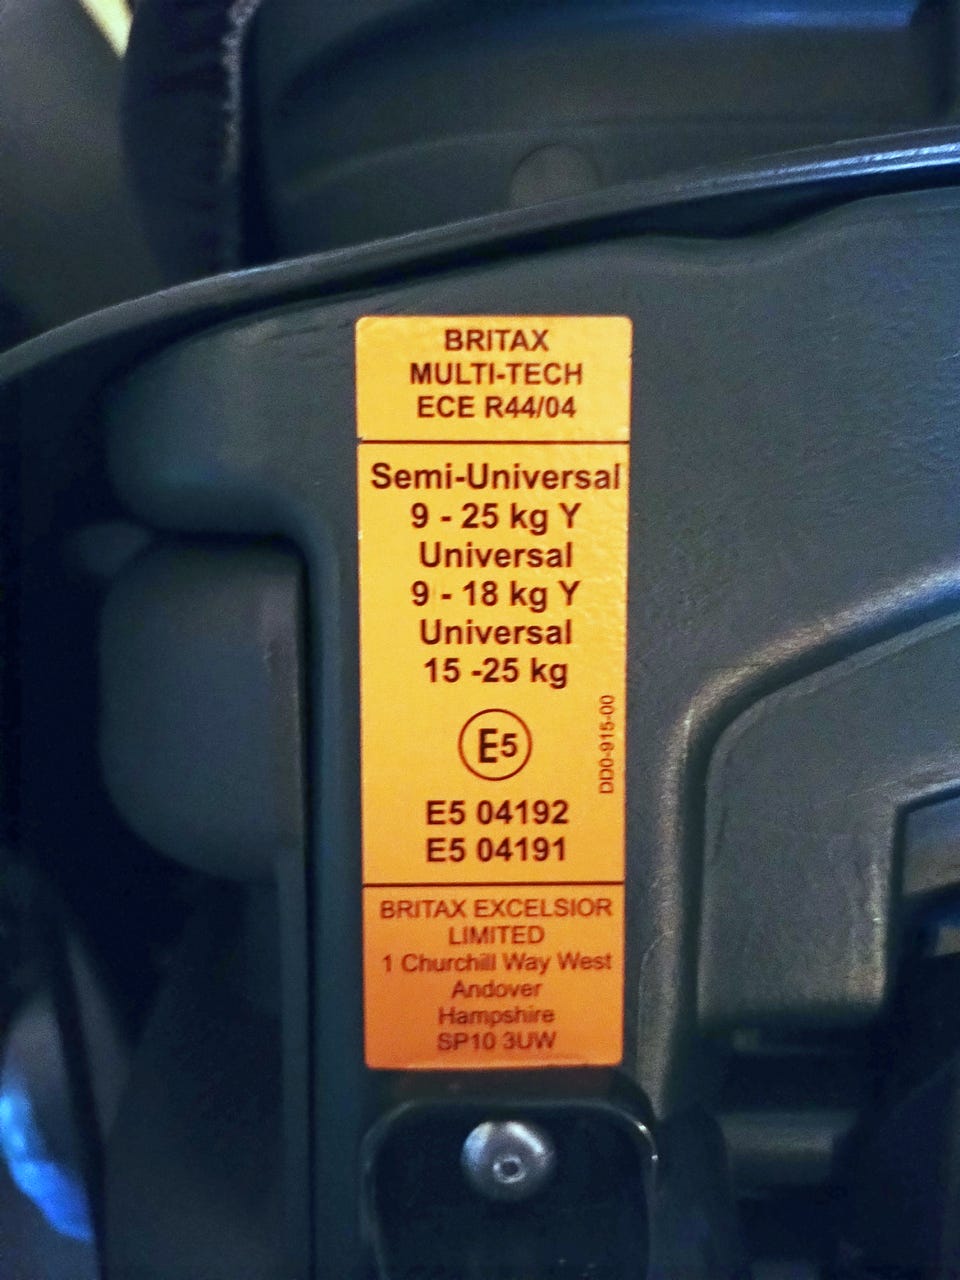 BRITAX
MULTI-TECH
ECE R44/04
Semi-Universal
9 - 25 kg Y
Universal
9 - 18 kg Y
Universal
15 -25 kg
E5
DD0-915-00
E5 04192
E5 04191
BRITAX EXCELSIOR
LIMITED
1 Churchill Way West
Andover
Hampshire
SP10 3UW